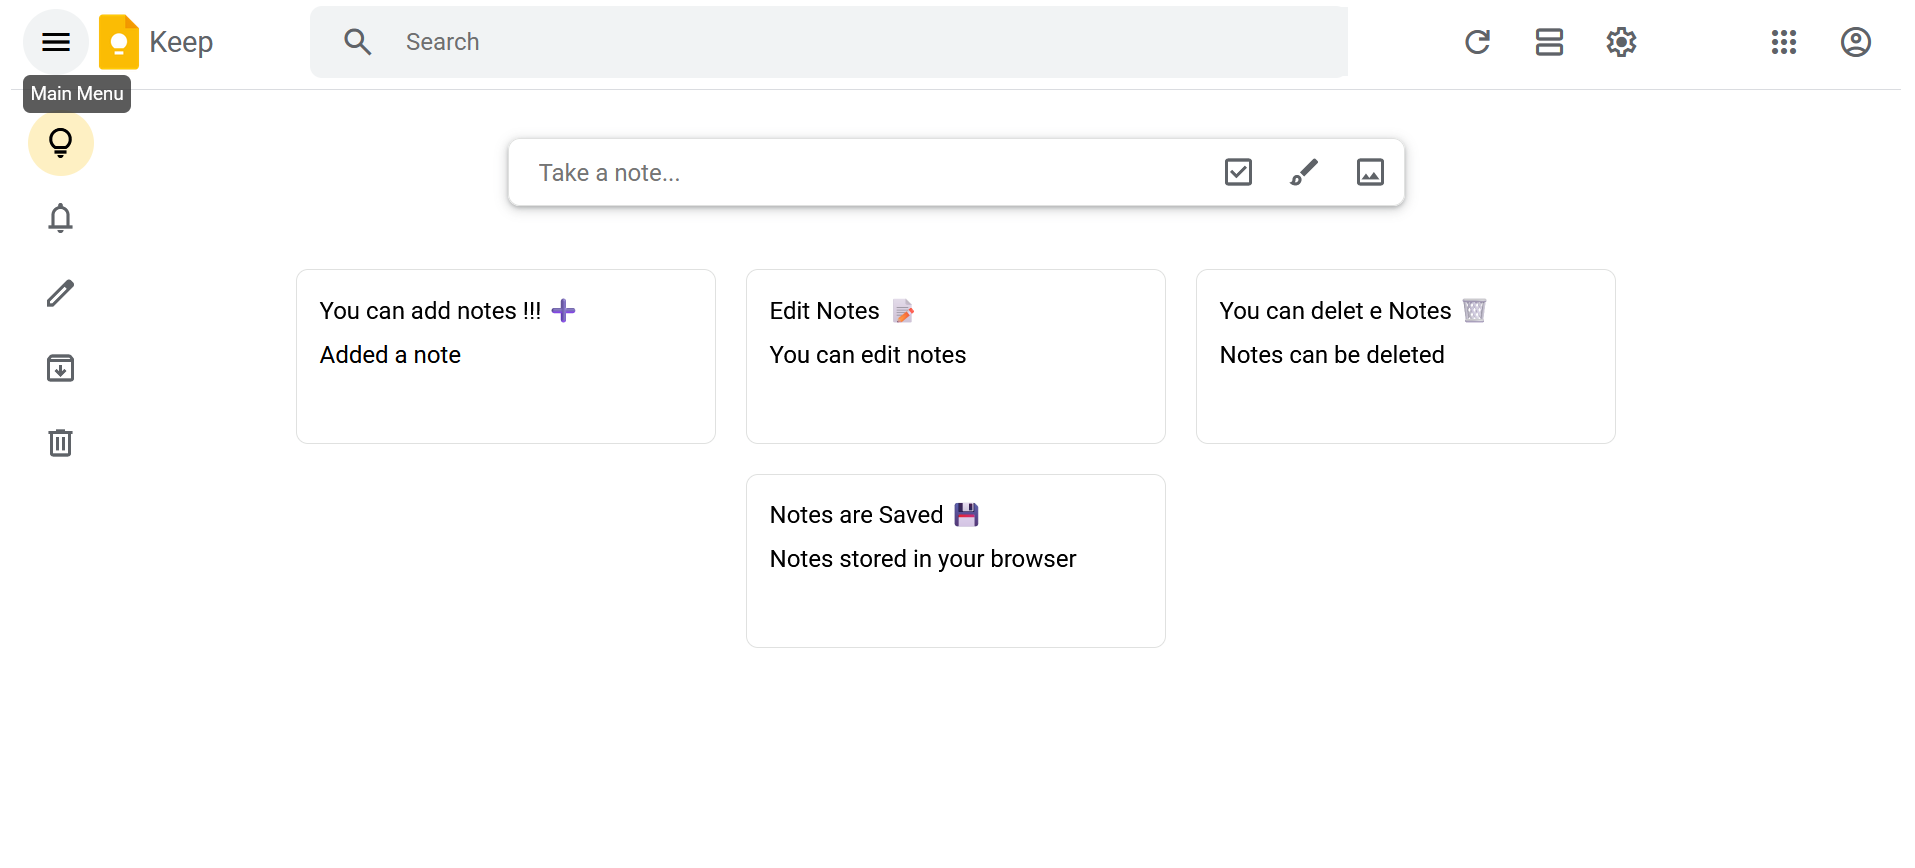 Keep
Search
Main Menu
Take a note...
You can add notes !!! ➕
Added a note
Edit Notes 📝
You can edit notes
You can delet e Notes 🗑️
Notes can be deleted
Notes are Saved 💾
Notes stored in your browser